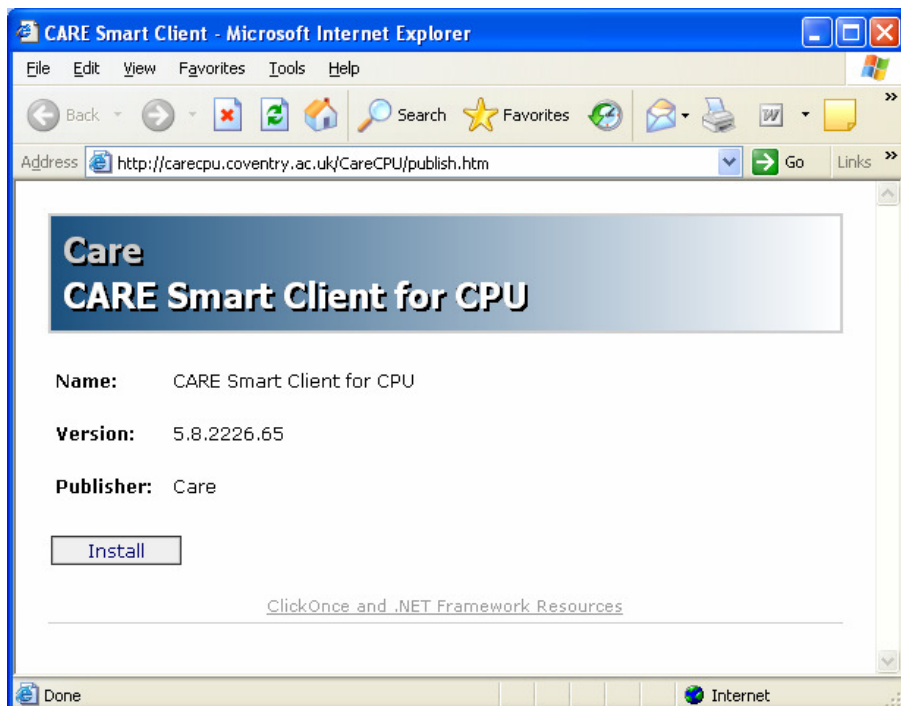 CARE Smart Client - Microsoft Internet Explorer
File Edit View Favorites Tools Help
Back Search Favorites W »
Address http://carecpu.coventry.ac.uk/CareCPU/publish.htm Go Links »
Care
CARE Smart Client for CPU
Name: CARE Smart Client for CPU
Version: 5.8.2226.65
Publisher: Care
Install
ClickOnce and .NET Framework Resources
Done Internet